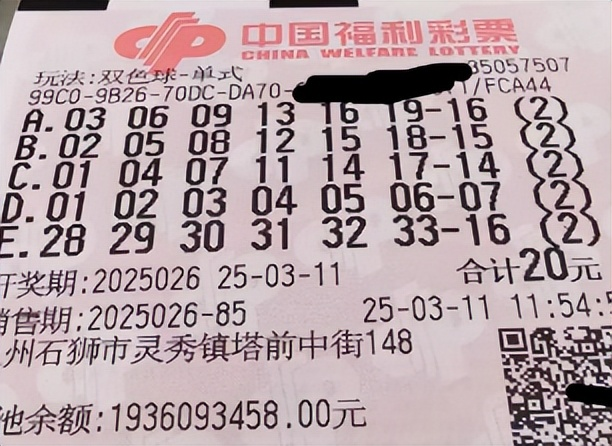 中国福利彩票
CHINA WELFARE LOTTERY
玩法:双色球-单式
35057507
99C0-9B26-70DC-DA70-
/FCA44
A.03 06 09 13 16 19-16 (2)
B.02 05 08 12 15 18-15 (2)
C.01 04 07 11 14 17-14 (2)
D.01 02 03 04 05 06-07 (2)
E.28 29 30 31 32 33-16 (2)
开奖期:2025026 25-03-11 合计20元
销售期:2025026-85 25-03-11 11:54:5
州石狮市灵秀镇塔前中街148
池余额:1936093458.00元